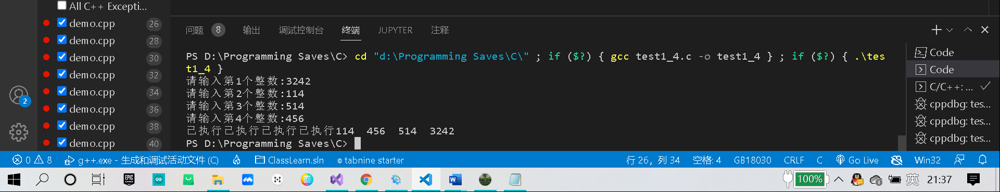 All C++ Excepti...
demo.cpp 26
demo.cpp 28
demo.cpp 30
demo.cpp 32
demo.cpp 34
demo.cpp 36
demo.cpp 38
demo.cpp 40
2
问题 8 输出 调试控制台 终端 JUPYTER 注释
PS D:\Programming Saves\C> cd "d:\Programming Saves\C\" ; if ($?) { gcc test1_4.c -o test1_4 } ; if ($?) { .\tes
t1_4 }
请输入第1个整数:3242
请输入第2个整数:114
请输入第3个整数:514
请输入第4个整数:456
已执行已执行已执行已执行114  456  514  3242
PS D:\Programming Saves\C>
Code
Code
C/C++: ...
cppdbg: tes...
cppdbg: tes...
cppdbg: tes...
0 8 g++.exe - 生成和调试活动文件 (C) ClassLearn.sln tabnine starter 行 26，列 34 空格: 4 GB18030 CRLF C Go Live Win32
EPIC GAMES 图 W 100% 英 21:37